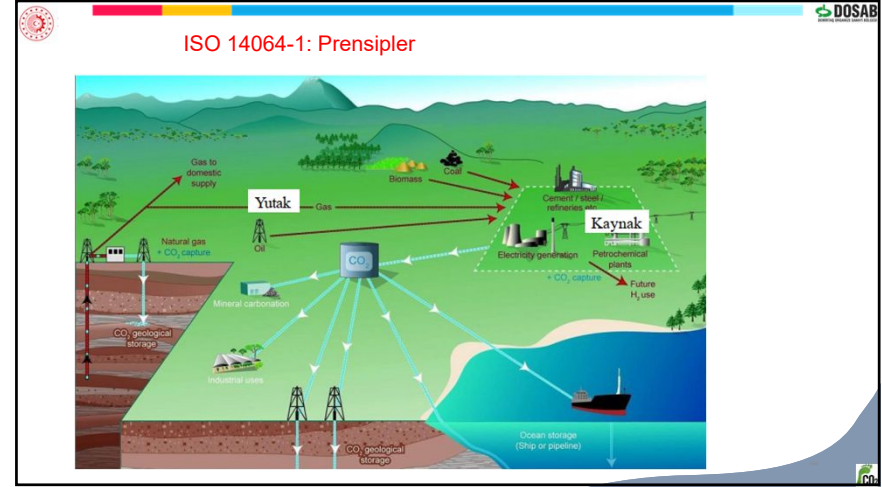 DOSAB
ISO 14064-1: Prensipler
Gas to
domestic
supply
Biomass
Coal
Yutak
Gas
Cement / steel /
refineries etc
Kaynak
Oil
Natural gas
+ CO₂ capture
CO₂
Electricity generation
Petrochemical
plants
+ CO₂ capture
Future
H₂ use
Mineral carbonation
CO₂ geological
storage
Industrial uses
Ocean storage
(Ship or pipeline)
CO₂ geological
storage
CO₂